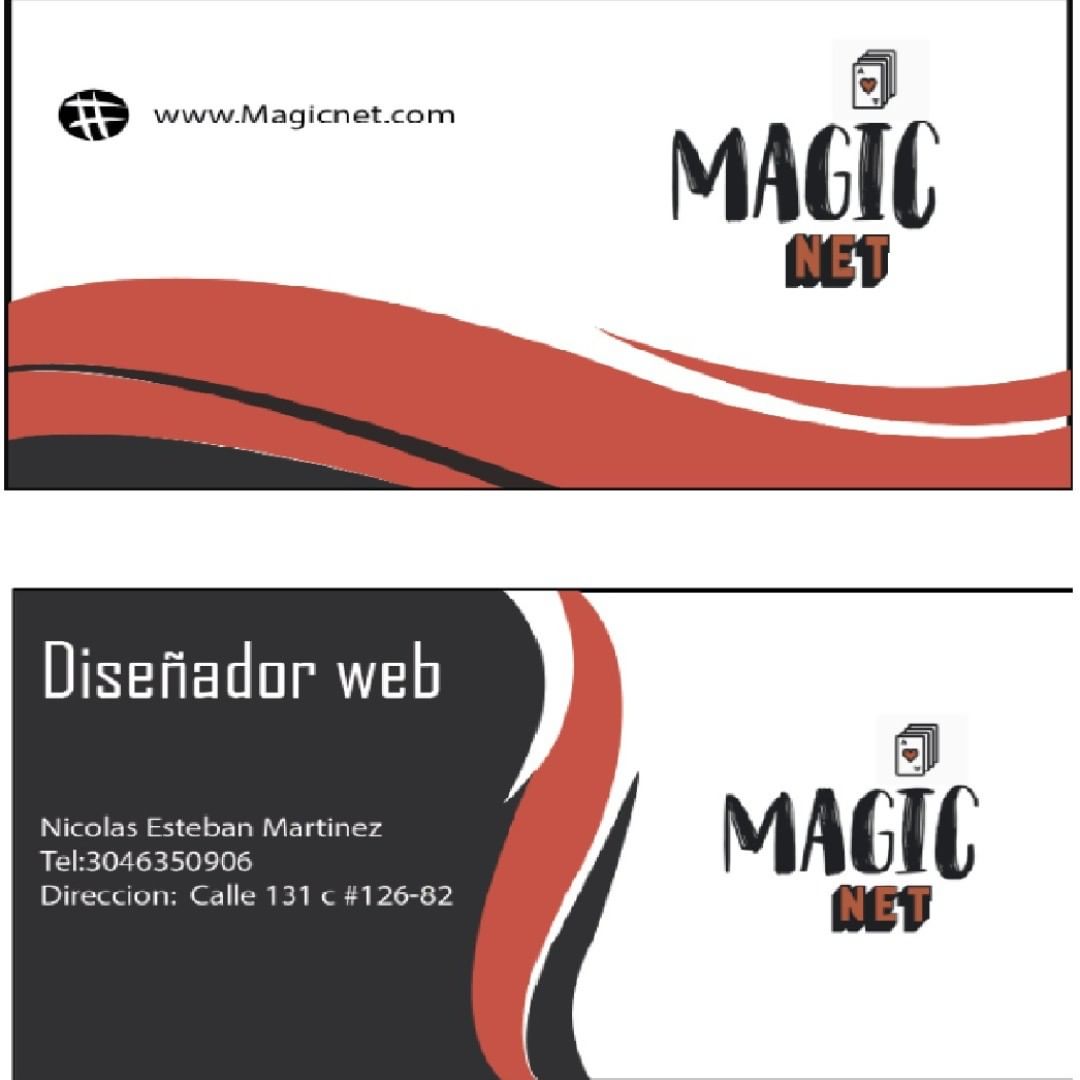 www.Magicnet.com
A
A
MAGIC
NET
Diseñador web
Nicolas Esteban Martinez
Tel:3046350906
Direccion: Calle 131 c #126-82
A
A
MAGIC
NET